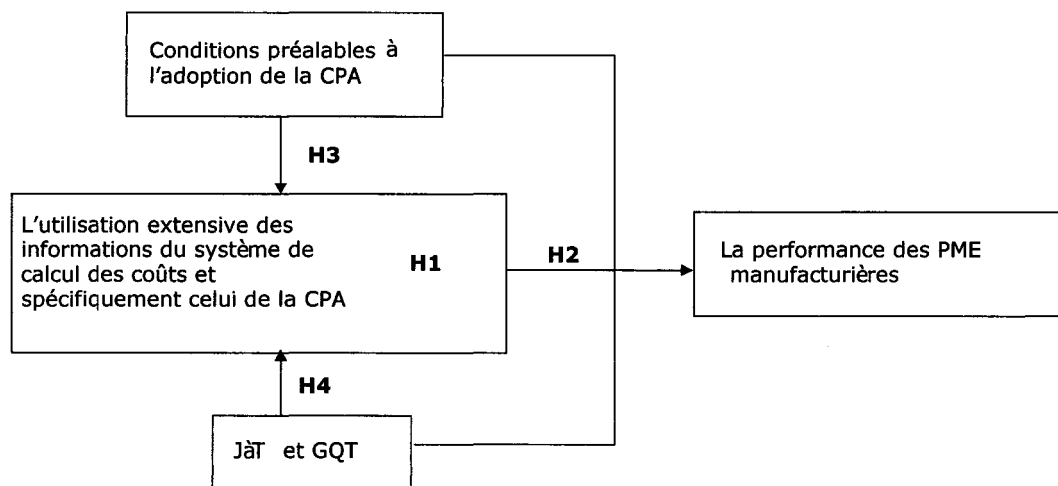 Conditions préalables à
l'adoption de la CPA
H3
L'utilisation extensive des
informations du système de
calcul des coûts et
spécifiquement celui de la CPA
H1
H2
La performance des PME
manufacturières
H4
JàT et GQT